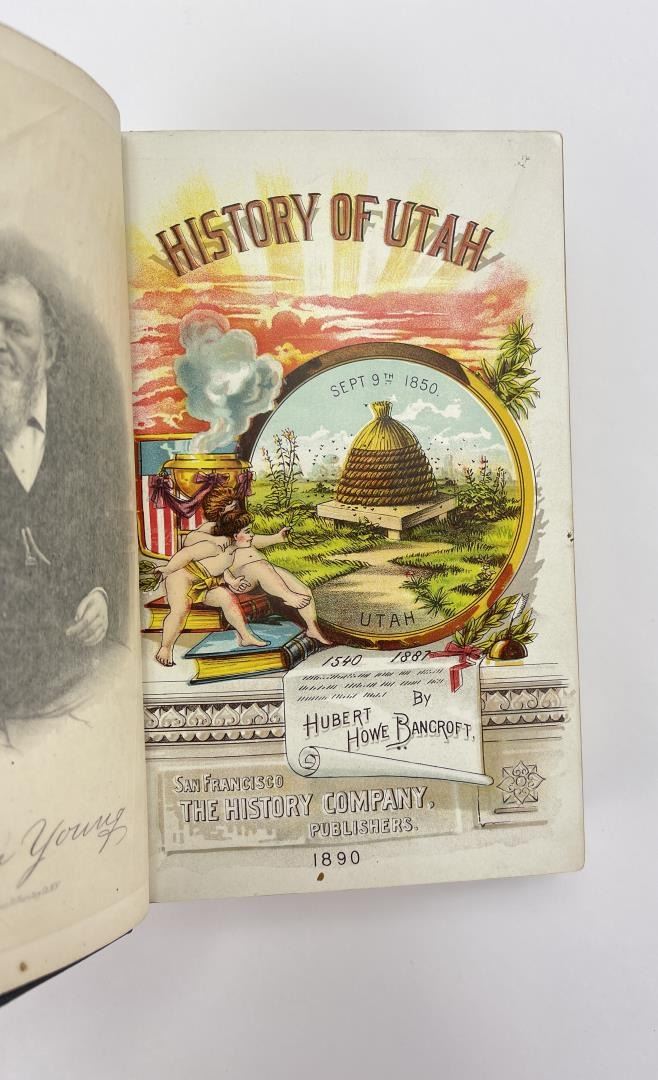 HISTORY OF UTAH
SEPT 9TH 1850.
UTAH
1540 1887
By
HUBERT
HOWE BANCROFT,
SAN FRANCISCO
THE HISTORY COMPANY,
PUBLISHERS.
1890
Young